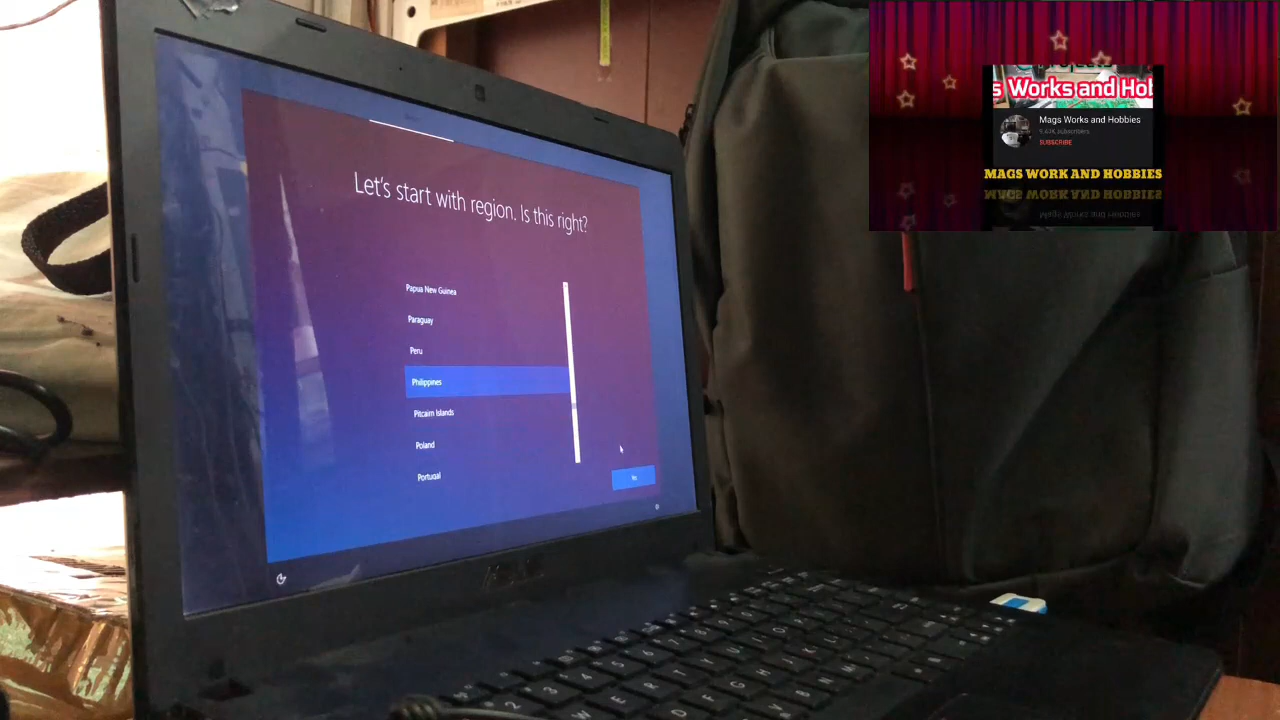 Let's start with region. Is this right?
Papua New Guinea
Paraguay
Peru
Philippines
Pitcairn Islands
Poland
Portugal
Yes
s Works and Hob
Mags Works and Hobbies
SUBSCRIBE
MAGS WORK AND HOBBIES